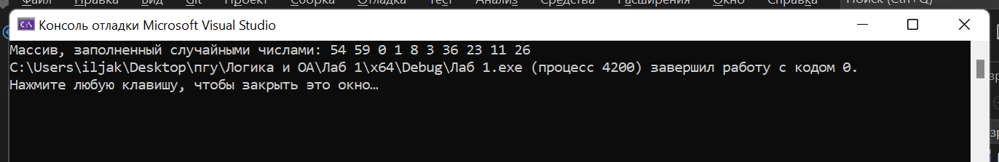 Файл Правка Вид Git Проект Сборка Отладка Тест Анализ Средства Расширения Окно Справка Поиск (Ctrl+Q)
Консоль отладки Microsoft Visual Studio
Массив, заполненный случайными числами: 54 59 0 1 8 3 36 23 11 26
C:\Users\iljak\Desktop\пгу\Логика и ОА\Лаб 1\x64\Debug\Лаб 1.exe (процесс 4200) завершил работу с кодом 0.
Нажмите любую клавишу, чтобы закрыть это окно…